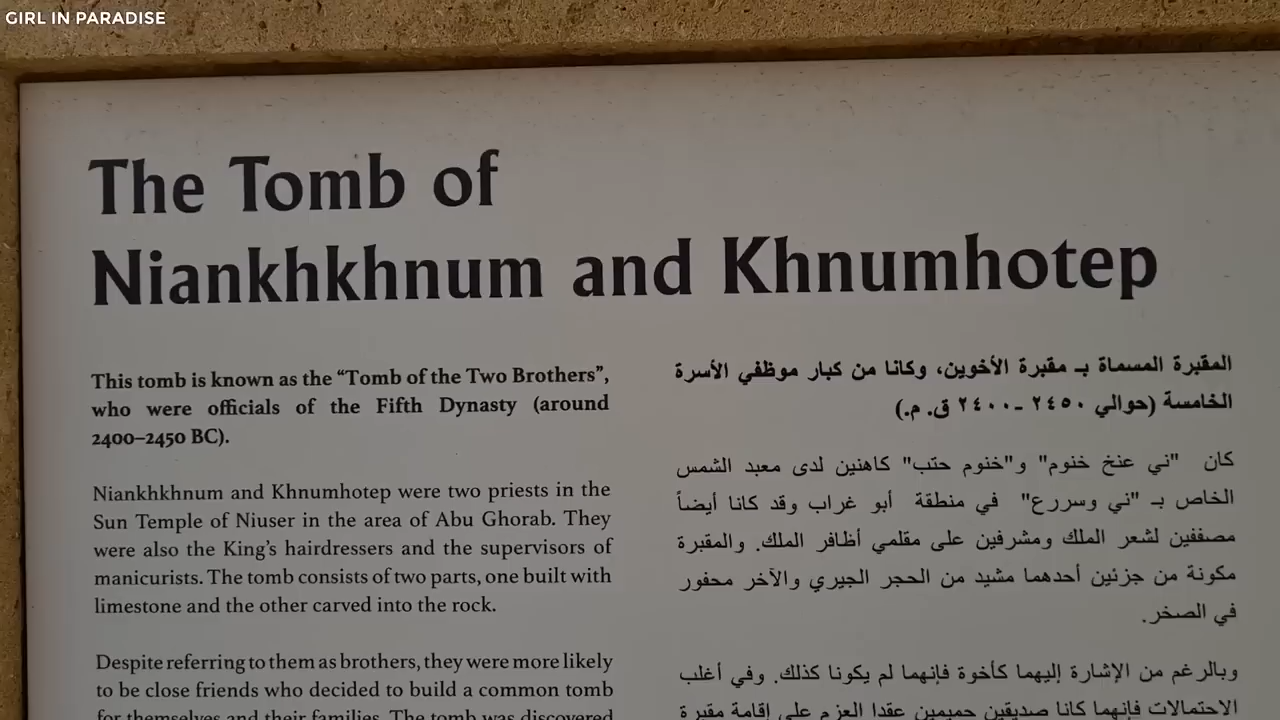 GIRL IN PARADISE
The Tomb of
Niankhkhnum and Khnumhotep
This tomb is known as the “Tomb of the Two Brothers”,
who were officials of the Fifth Dynasty (around
2400–2450 BC).
Niankhkhnum and Khnumhotep were two priests in the
Sun Temple of Niuser in the area of Abu Ghorab. They
were also the King’s hairdressers and the supervisors of
manicurists. The tomb consists of two parts, one built with
limestone and the other carved into the rock.
Despite referring to them as brothers, they were more likely
to be close friends who decided to build a common tomb
for themselves and their families. The tomb was discovered
المقبرة المسماة بـ مقبرة الأخوين، وكانا من كبار موظفي الأسرة
الخامسة (حوالي ٢٤٥٠ ـ ٢٤٠٠ ق. م.)
كان "ني عنخ خنوم" و"خنوم حتب" كاهنين لدى معبد الشمس
الخاص بـ "ني وسررع" في منطقة أبو غراب وقد كانا أيضاً
مصففين لشعر الملك ومشرفين على مقلمي أظافر الملك. والمقبرة
مكونة من جزئين أحدهما مشيد من الحجر الجيري والآخر محفور
في الصخر.
وبالرغم من الإشارة إليهما كأخوة فإنهما لم يكونا كذلك. وفي أغلب
الاحتمالات فإنهما كانا صديقين حميمين عقدا العزم على إقامة مقبرة